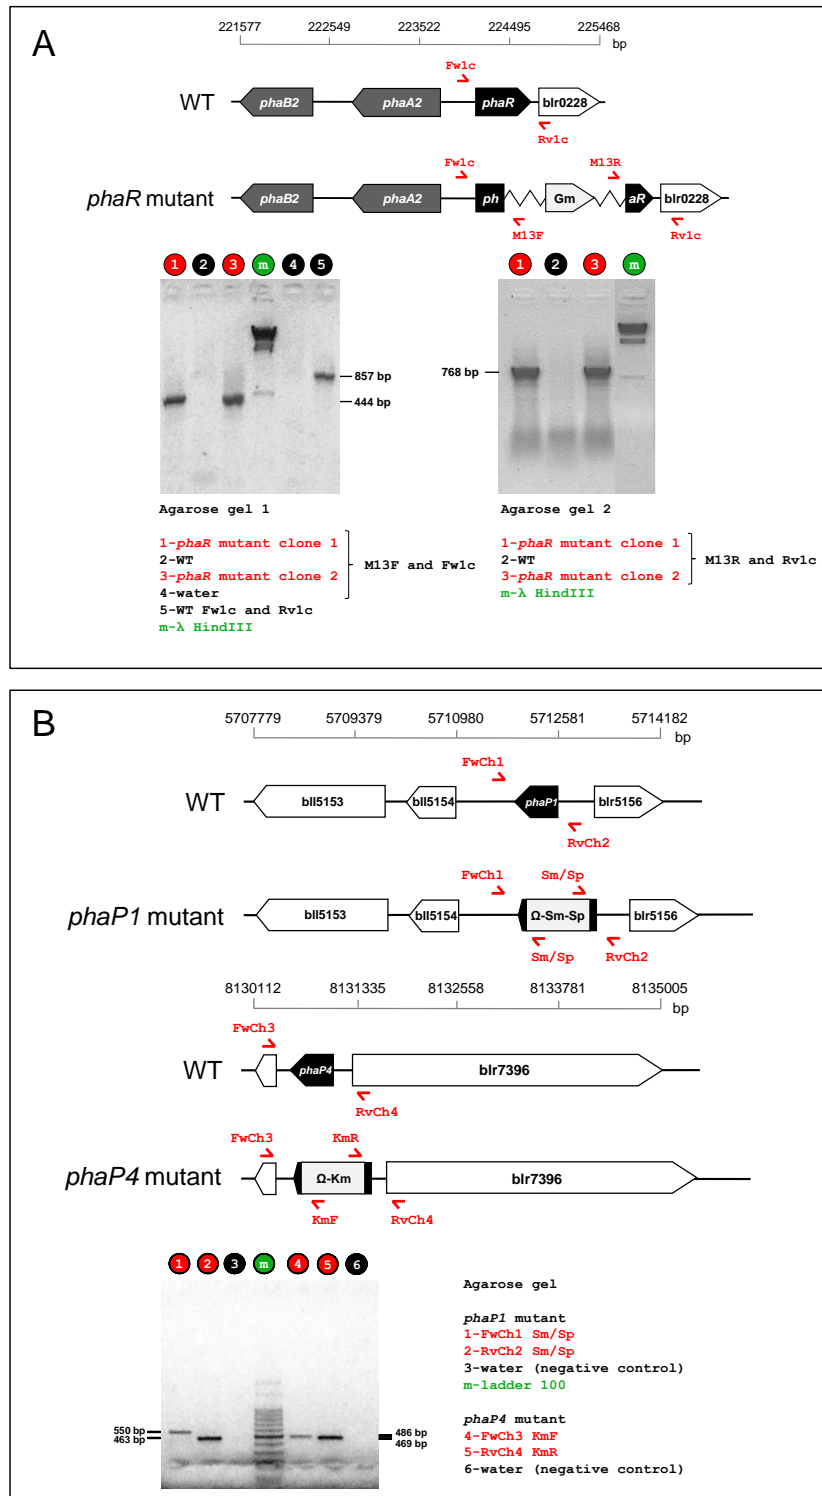 A
221577 222549 223522 224495 225468
bp
Fw1c
WT phaB2 phaA2 phaR blr0228
Rv1c
Fw1c M13R
phaR mutant phaB2 phaA2 ph Gm aR blr0228
M13F Rv1c
1 2 3 m 4 5
1 2 3 m
857 bp
444 bp
768 bp
Agarose gel 1
1-phaR mutant clone 1
2-WT
3-phaR mutant clone 2
4-water
5-WT Fw1c and Rv1c
m-λ HindIII
M13F and Fw1c
Agarose gel 2
1-phaR mutant clone 1
2-WT
3-phaR mutant clone 2
m-λ HindIII
M13R and Rv1c
B
5707779 5709379 5710980 5712581 5714182
bp
FwCh1
WT bll5153 bll5154 phaP1 blr5156
RvCh2
FwCh1 Sm/Sp
phaP1 mutant bll5153 bll5154 Ω-Sm-Sp blr5156
Sm/Sp RvCh2
8130112 8131335 8132558 8133781 8135005
bp
FwCh3
WT phaP4 blr7396
RvCh4
FwCh3 KmR
phaP4 mutant Ω-Km blr7396
KmF RvCh4
1 2 3 m 4 5 6
550 bp
463 bp
486 bp
469 bp
Agarose gel
phaP1 mutant
1-FwCh1 Sm/Sp
2-RvCh2 Sm/Sp
3-water (negative control)
m-ladder 100
phaP4 mutant
4-FwCh3 KmF
5-RvCh4 KmR
6-water (negative control)